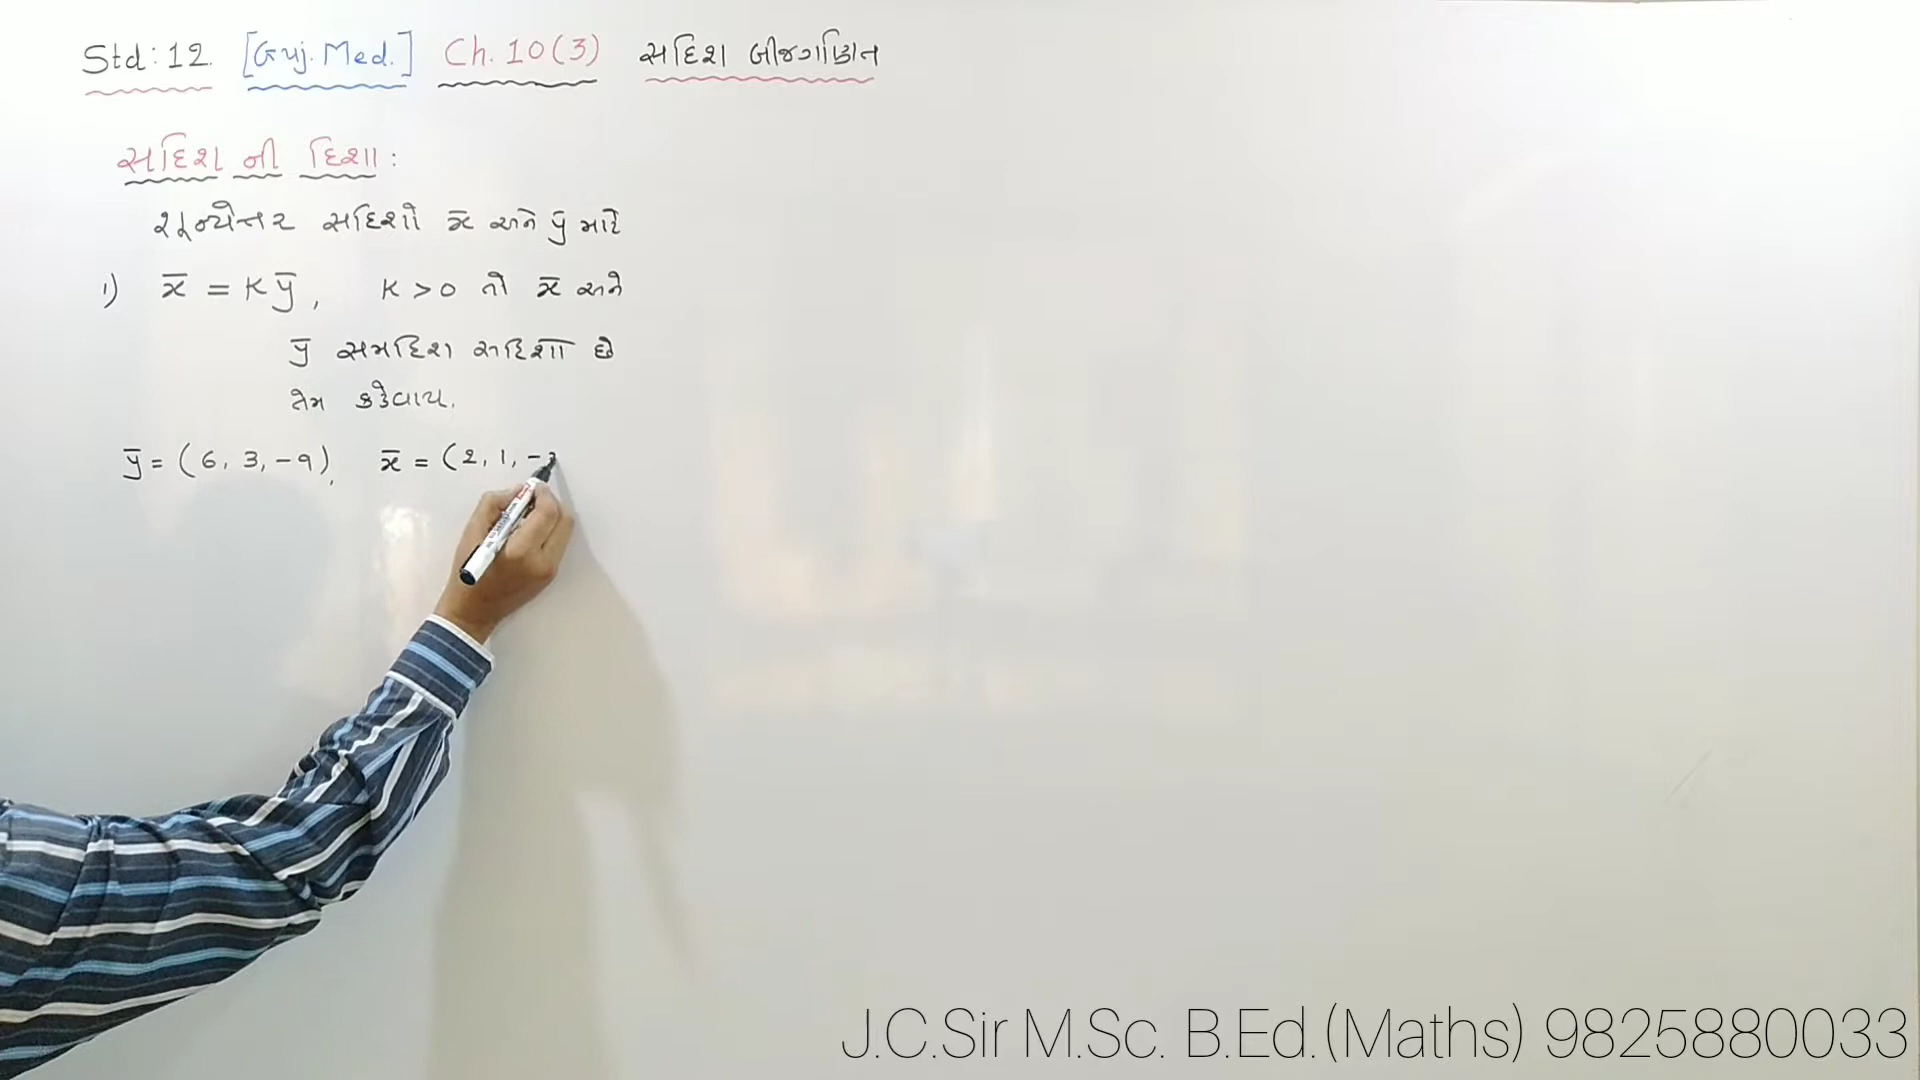 Std : 12. [Guj. Med.] Ch. 10(3) સદિશ બીજગણિત
સદિશ ની દિશા :
શૂન્યેત્તર સદિશો x̅ અને y̅ માટે
1) x̅ = k y̅ , k > 0 તો x̅ અને
y̅ સમદિશ સદિશો છે
તેમ કહેવાય.
y̅ = (6, 3, -9), x̅ = (2, 1, -3
J.C.Sir M.Sc. B.Ed.(Maths) 9825880033